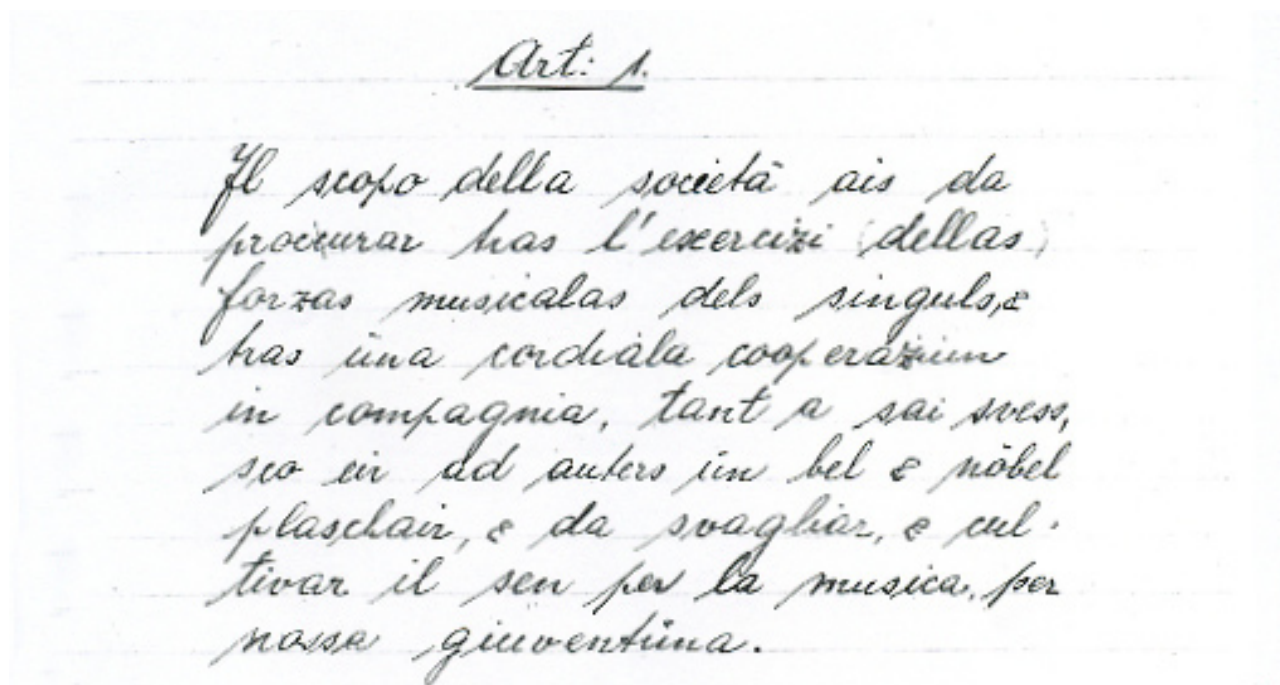 Art: 1.
Il scopo della società ais da
procurar tras l'exercizi (dellas)
forzas musicalas dels singuls, e
tras üna cordiala cooperaziun
in compagnia, tant a sai svess,
sco eir ad auters ün bel e nöbel
plaschair, e da svagliar, e cul-
tivar il sen per la musica, per
nossa giuventüna.